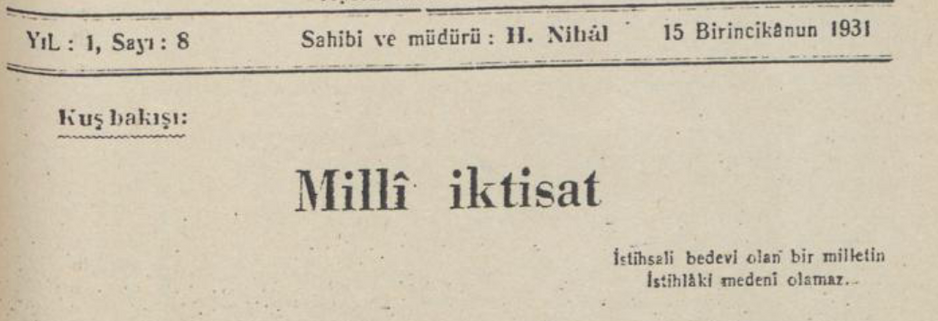 YIL : 1, Sayı : 8 Sahibi ve müdürü : H. Nihâl 15 Birincikânun 1931
Kuş bakışı:
Millî iktisat
İstihsali bedevi olan bir milletin
İstihlâki medenî olamaz...